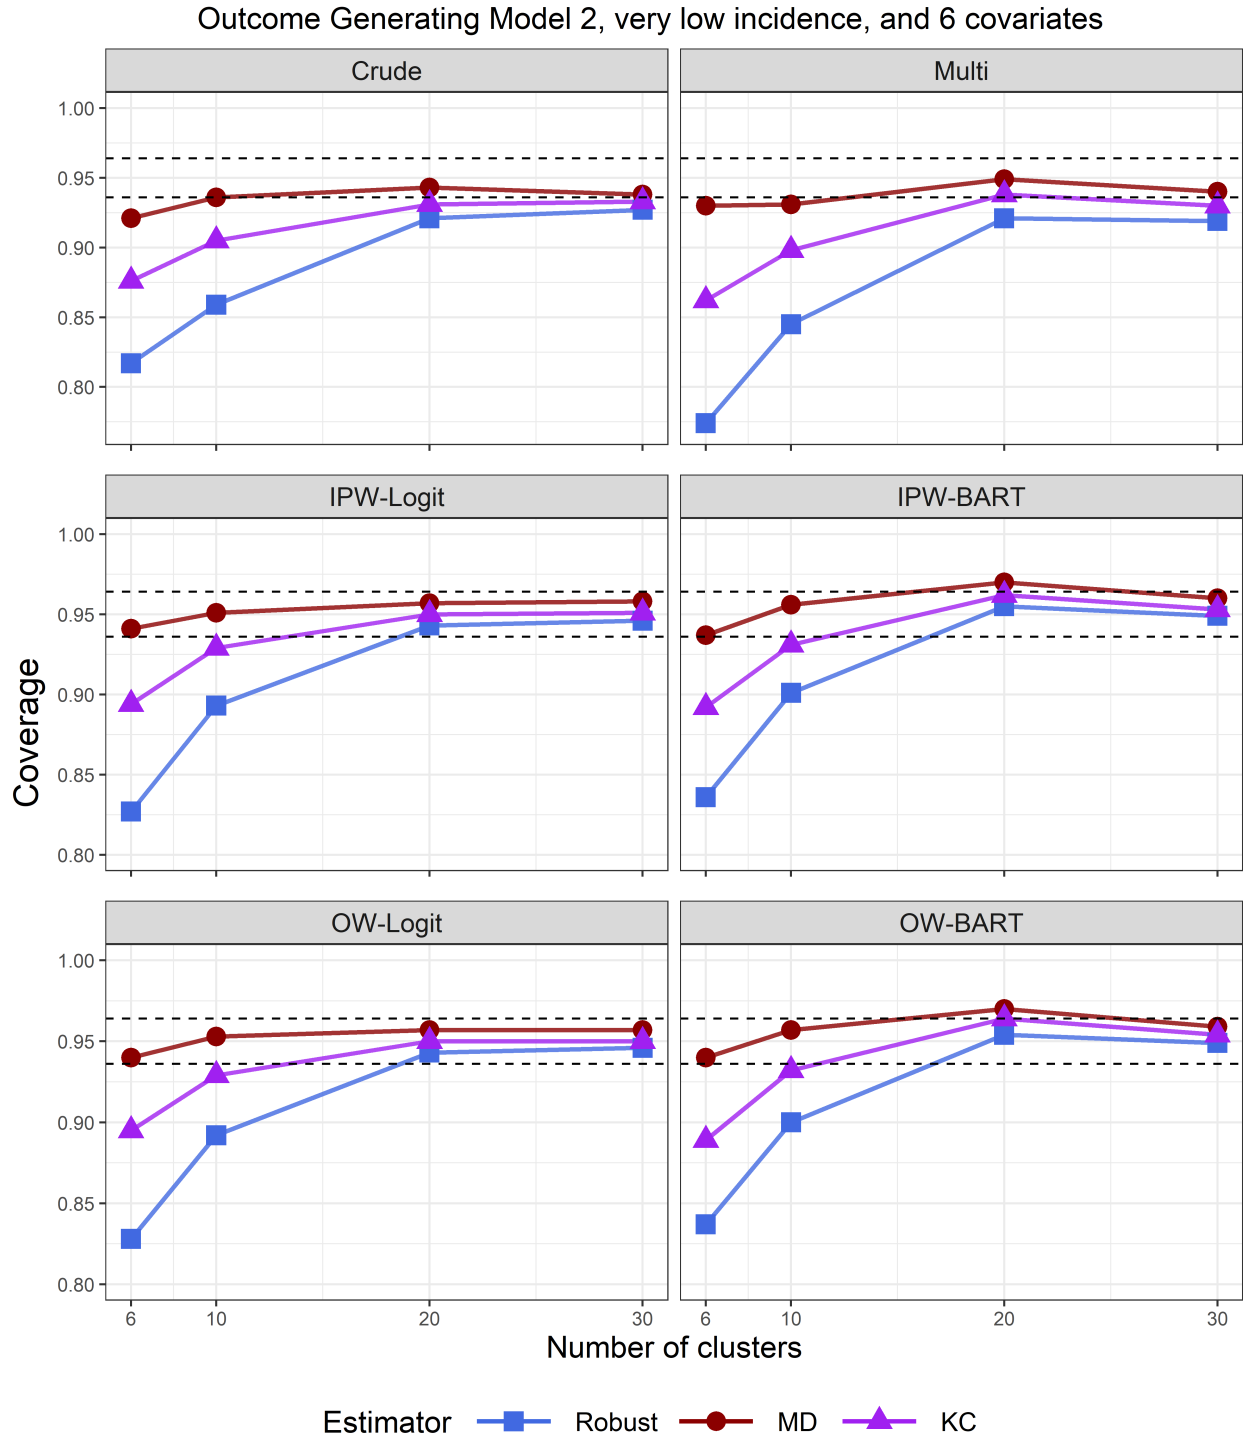 Outcome Generating Model 2, very low incidence, and 6 covariates
Crude
Multi
1.00
0.95
0.90
0.85
0.80
IPW-Logit
IPW-BART
1.00
0.95
0.90
0.85
0.80
Coverage
OW-Logit
OW-BART
1.00
0.95
0.90
0.85
0.80
6 10 20 30
6 10 20 30
Number of clusters
Estimator Robust MD KC